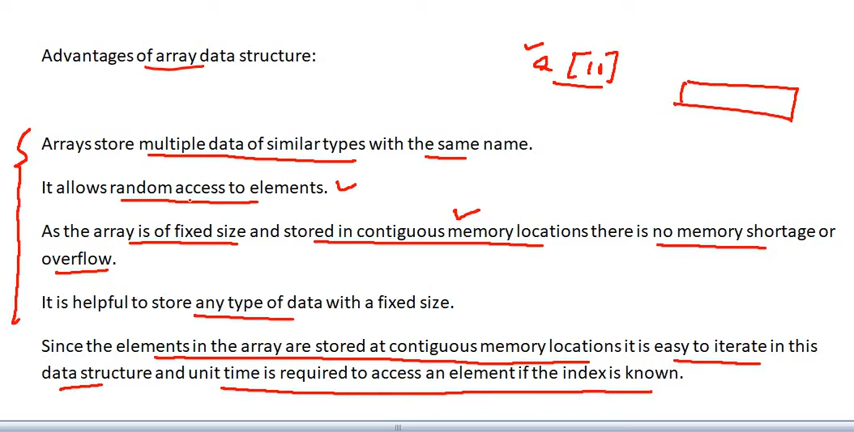 Advantages of array data structure:
a [11]
Arrays store multiple data of similar types with the same name.
It allows random access to elements.
As the array is of fixed size and stored in contiguous memory locations there is no memory shortage or
overflow.
It is helpful to store any type of data with a fixed size.
Since the elements in the array are stored at contiguous memory locations it is easy to iterate in this
data structure and unit time is required to access an element if the index is known.